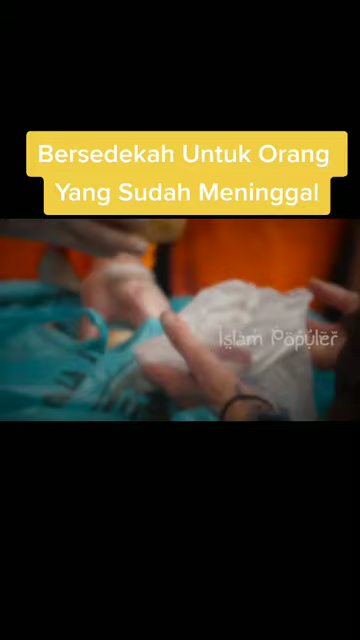 Bersedekah Untuk Orang
Yang Sudah Meninggal
Islam Populer